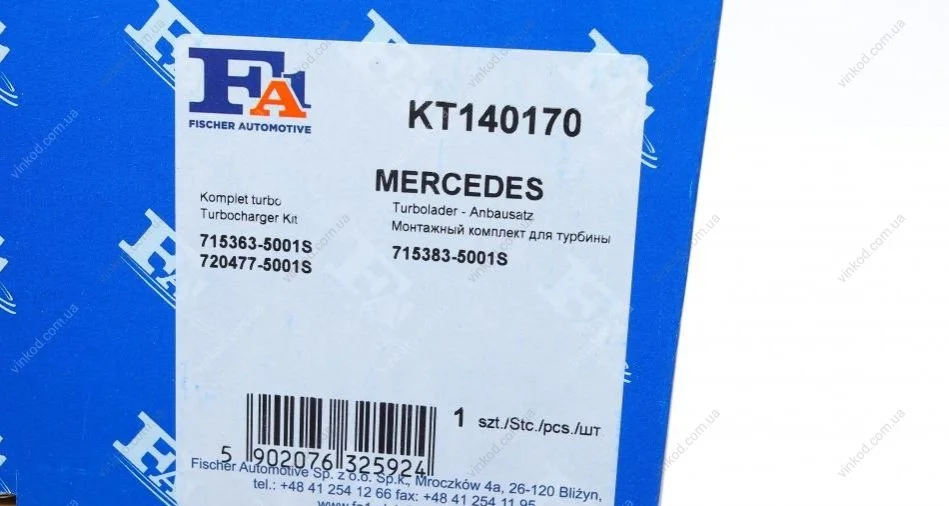 FA1
FISCHER AUTOMOTIVE
KT140170
MERCEDES
Komplet turbo
Turbocharger Kit
715363-5001S
720477-5001S
Turbolader - Anbausatz
Монтажный комплект для турбины
715383-5001S
1 szt./Stc./pcs./шт
5 902076 325924
Fischer Automotive Sp. z o.o. Sp.k., Mroczków 4a, 26-120 Bliżyn,
tel.: +48 41 254 12 66 fax: +48 41 254 11 95
vinkod.com.ua